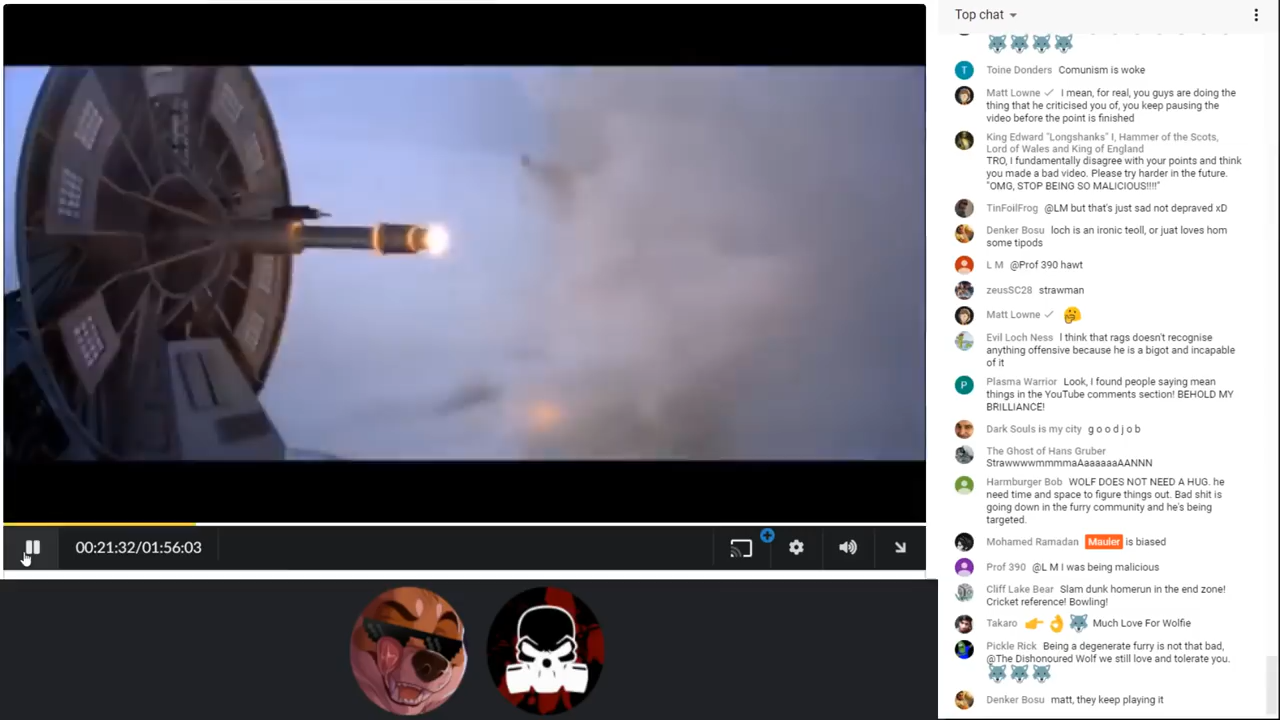 Top chat
T Toine Donders Comunism is woke
Matt Lowne I mean, for real, you guys are doing the
thing that he criticised you of, you keep pausing the
video before the point is finished
King Edward "Longshanks" I, Hammer of the Scots,
Lord of Wales and King of England
TRO, I fundamentally disagree with your points and think
you made a bad video. Please try harder in the future.
"OMG, STOP BEING SO MALICIOUS!!!!"
TinFoilFrog @LM but that's just sad not depraved xD
Denker Bosu loch is an ironic teoll, or juat loves hom
some tipods
L M @Prof 390 hawt
zeusSC28 strawman
Matt Lowne 🤔
Evil Loch Ness I think that rags doesn't recognise
anything offensive because he is a bigot and incapable
of it
P Plasma Warrior Look, I found people saying mean
things in the YouTube comments section! BEHOLD MY
BRILLIANCE!
Dark Souls is my city g o o d j o b
The Ghost of Hans Gruber
StrawwwwmmmmaAaaaaaaAANNN
Harmburger Bob WOLF DOES NOT NEED A HUG. he
need time and space to figure things out. Bad shit is
going down in the furry community and he's being
targeted.
Mohamed Ramadan Mauler is biased
Prof 390 @L M I was being malicious
Cliff Lake Bear Slam dunk homerun in the end zone!
Cricket reference! Bowling!
Takaro 👉 👌 🐺 Much Love For Wolfie
Pickle Rick Being a degenerate furry is not that bad,
@The Dishonoured Wolf we still love and tolerate you.
🐺 🐺 🐺
Denker Bosu matt, they keep playing it
00:21:32/01:56:03